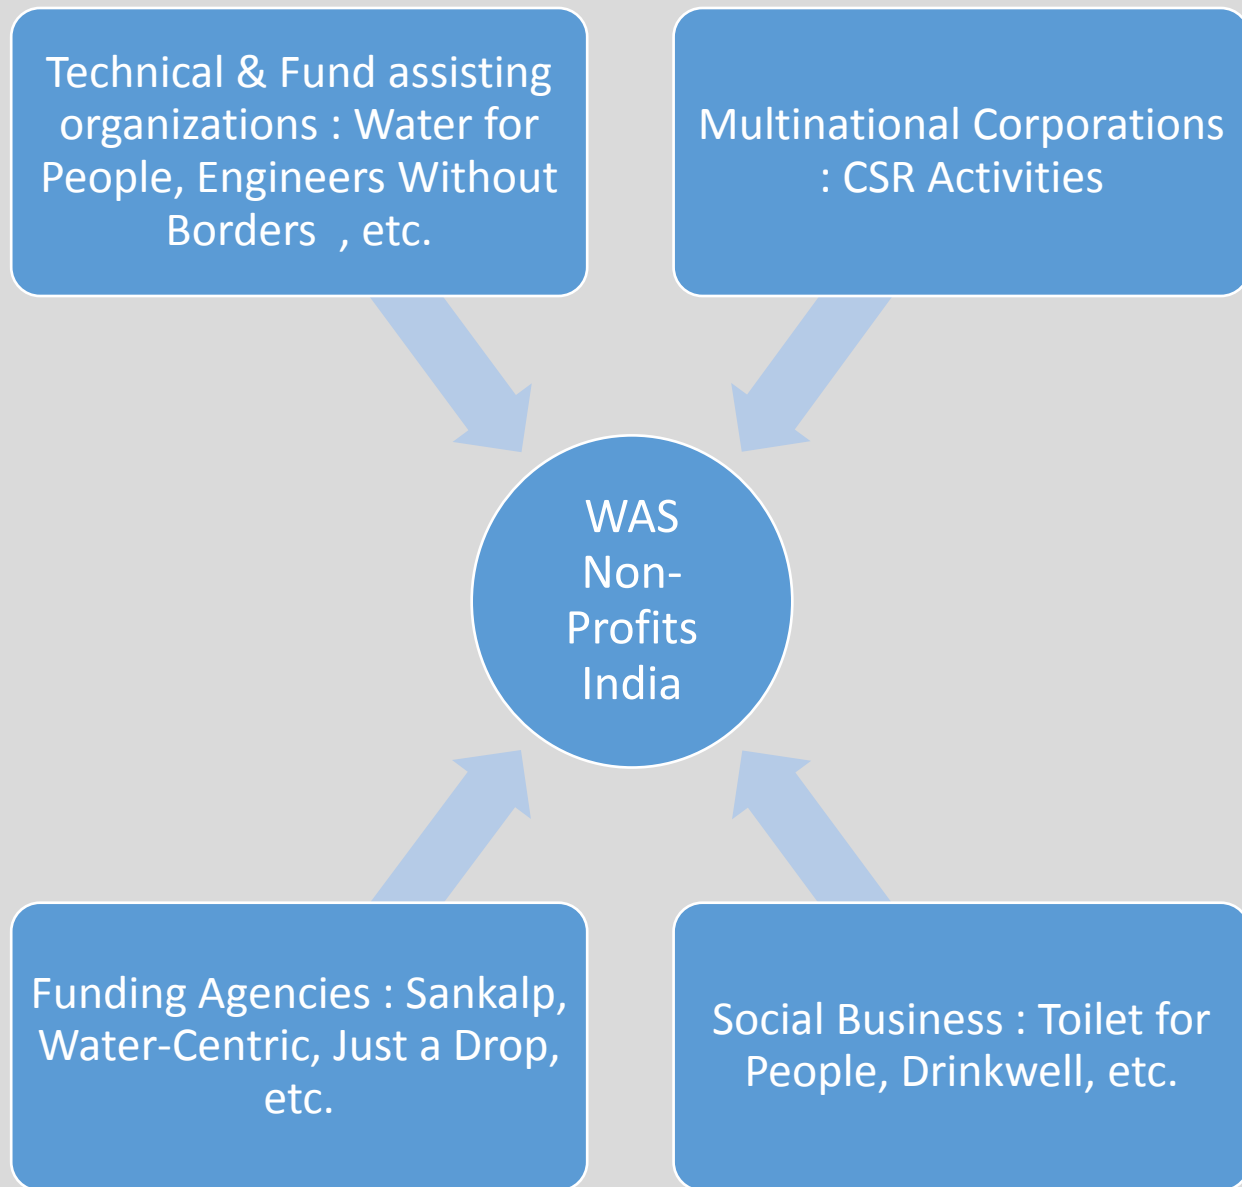 Technical & Fund assisting
organizations : Water for
People, Engineers Without
Borders  , etc.
Multinational Corporations
: CSR Activities
WAS
Non-
Profits
India
Funding Agencies : Sankalp,
Water-Centric, Just a Drop,
etc.
Social Business : Toilet for
People, Drinkwell, etc.